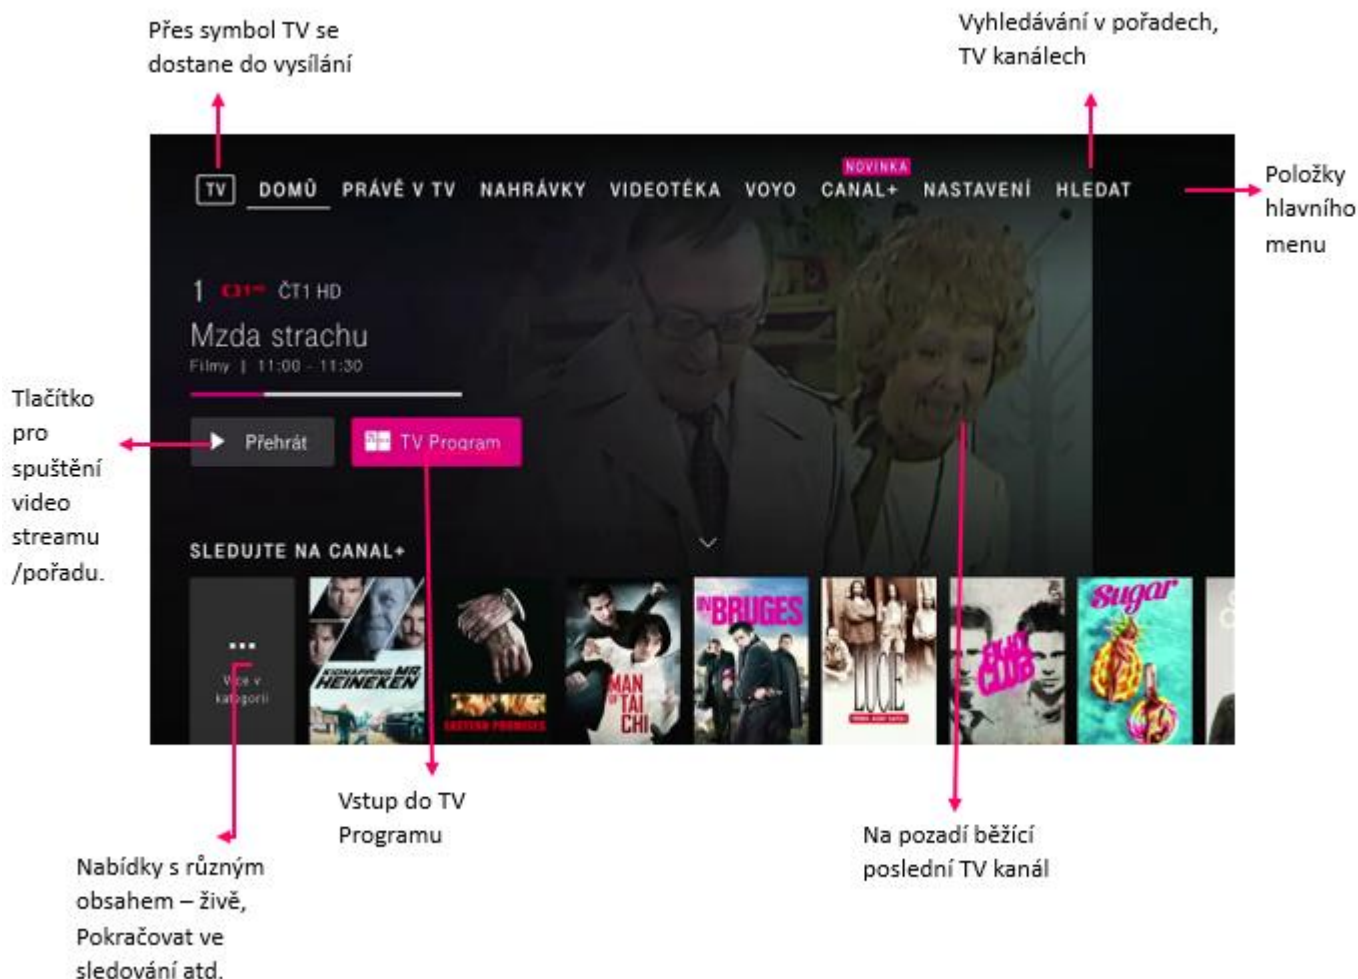 Přes symbol TV se
dostane do vysílání
Vyhledávání v pořadech,
TV kanálech
NOVINKA
TV DOMŮ PRÁVĚ V TV NAHRÁVKY VIDEOTÉKA VOYO CANAL+ NASTAVENÍ HLEDAT
Položky
hlavního
menu
1 ČT1 HD
Mzda strachu
Filmy | 11:00 - 11:30
Tlačítko
pro
spuštění
video
streamu
/pořadu.
Přehrát
TV Program
SLEDUJTE NA CANAL+
...
Více v
kategorii
KIDNAPPING MR.
HEINEKEN
EASTERN PROMISES
MAN
OF TAI
CHI
IN BRUGES
LUCIE
FIGHT
CLUB
Sugar
Vstup do TV
Programu
Na pozadí běžící
poslední TV kanál
Nabídky s různým
obsahem – živě,
Pokračovat ve
sledování atd.